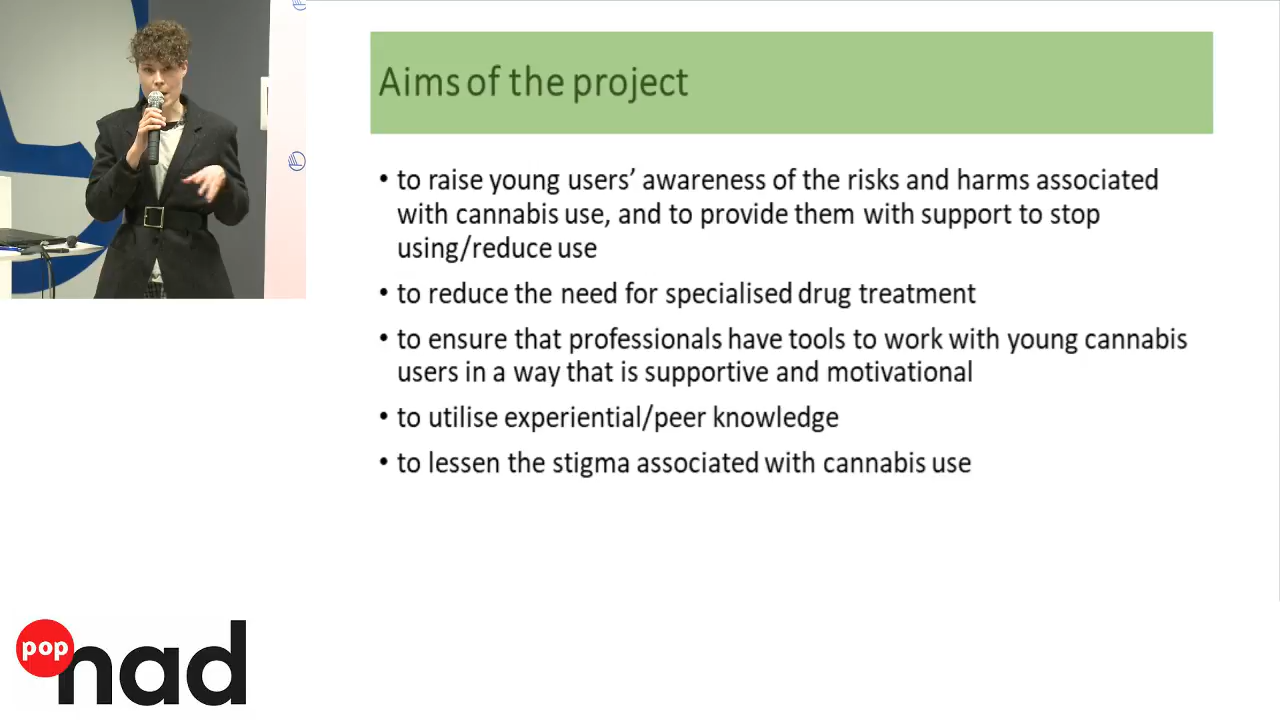 Aims of the project
• to raise young users’ awareness of the risks and harms associated
with cannabis use, and to provide them with support to stop
using/reduce use
• to reduce the need for specialised drug treatment
• to ensure that professionals have tools to work with young cannabis
users in a way that is supportive and motivational
• to utilise experiential/peer knowledge
• to lessen the stigma associated with cannabis use
pop
nad